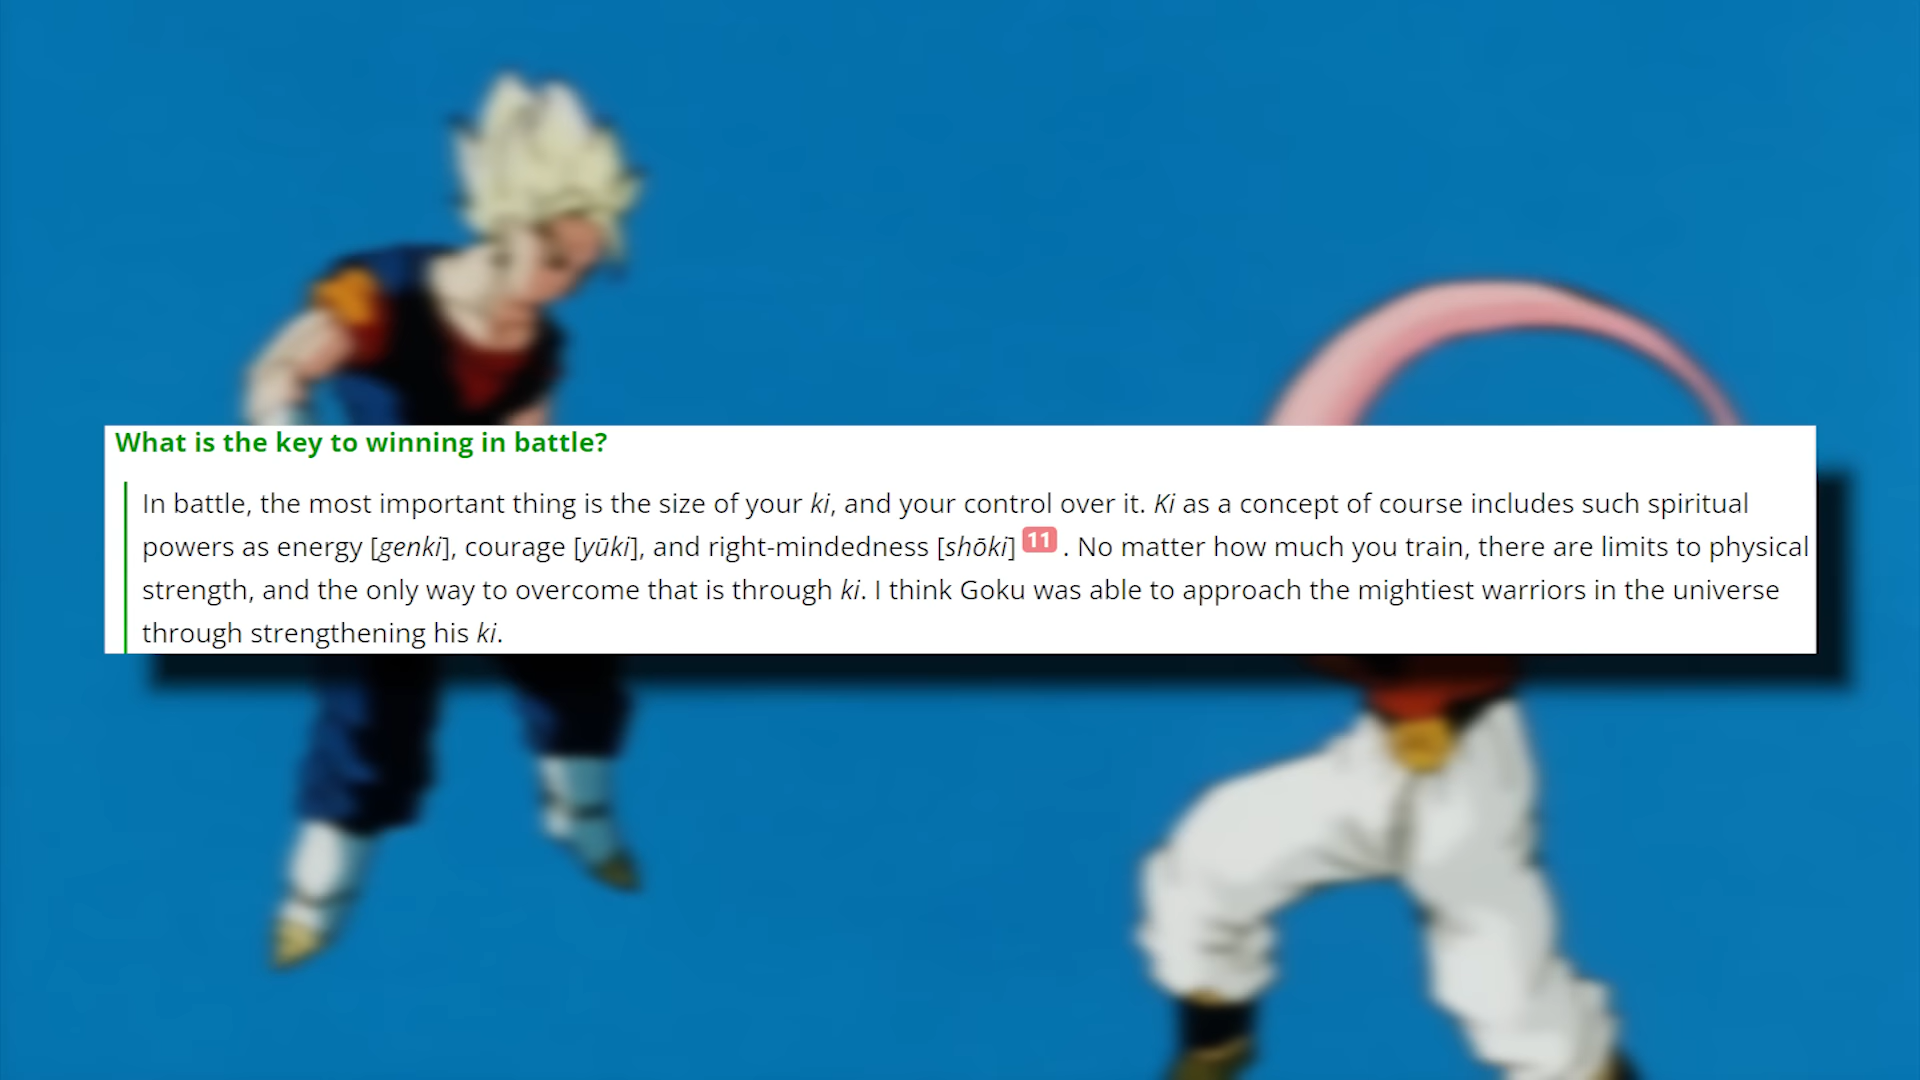 What is the key to winning in battle?
In battle, the most important thing is the size of your ki, and your control over it. Ki as a concept of course includes such spiritual
powers as energy [genki], courage [yūki], and right-mindedness [shōki] 11 . No matter how much you train, there are limits to physical
strength, and the only way to overcome that is through ki. I think Goku was able to approach the mightiest warriors in the universe
through strengthening his ki.